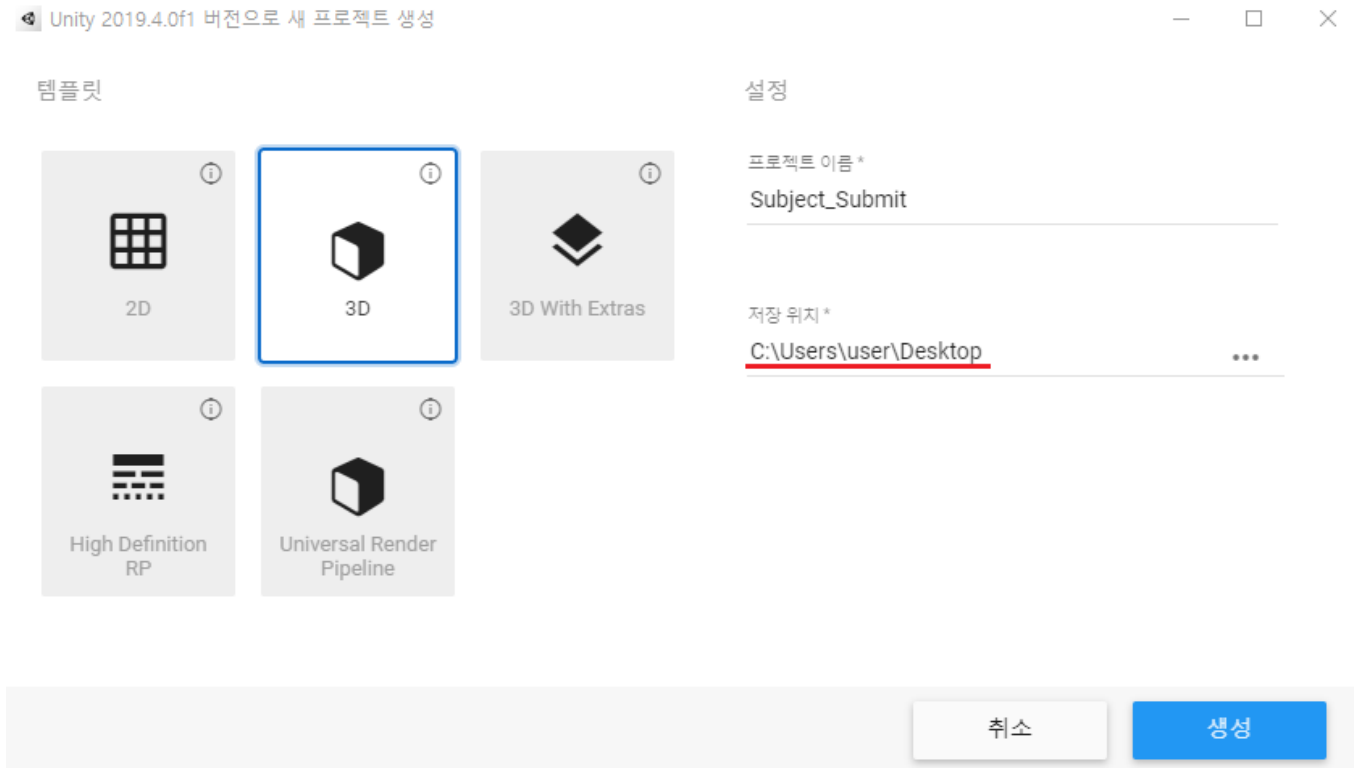 Unity 2019.4.0f1 버전으로 새 프로젝트 생성
템플릿
설정
2D
3D
3D With Extras
프로젝트 이름 *
Subject_Submit
저장 위치 *
C:\Users\user\Desktop
High Definition
RP
Universal Render
Pipeline
취소
생성